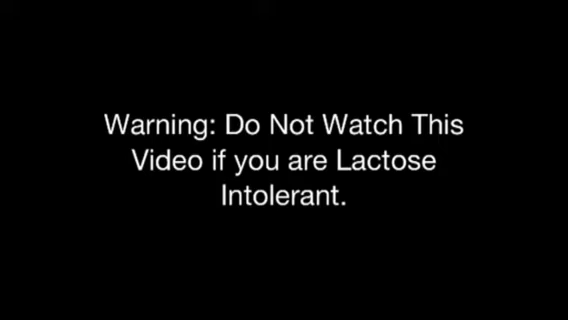 Warning: Do Not Watch This
Video if you are Lactose
Intolerant.